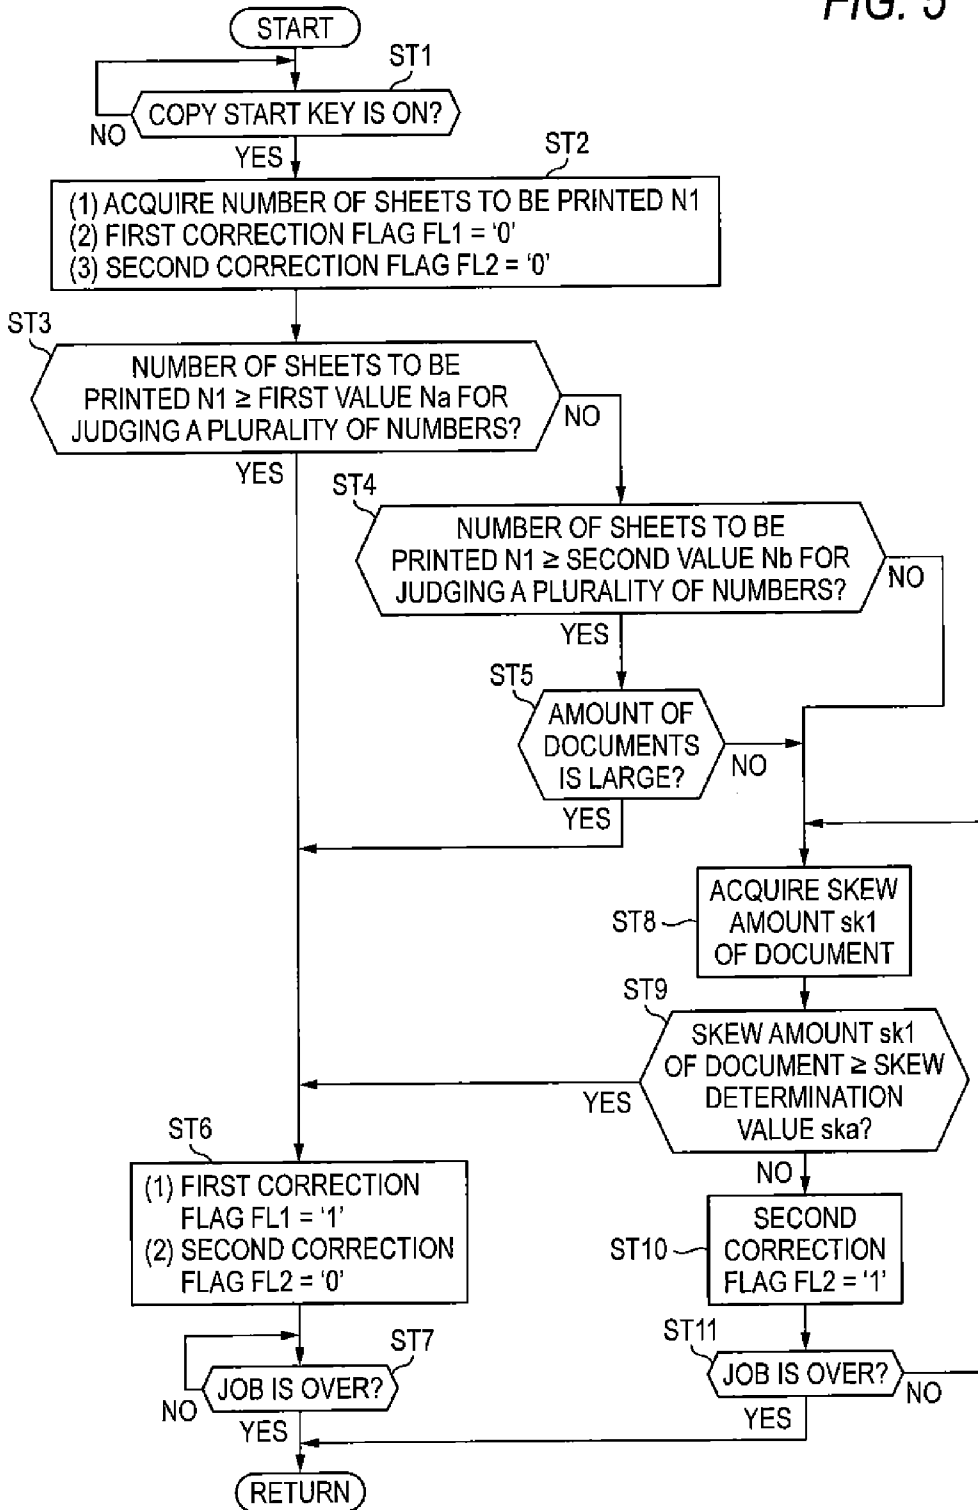 FIG. 5
START
ST1
COPY START KEY IS ON?
NO
YES
ST2
(1) ACQUIRE NUMBER OF SHEETS TO BE PRINTED N1
(2) FIRST CORRECTION FLAG FL1 = '0'
(3) SECOND CORRECTION FLAG FL2 = '0'
ST3
NUMBER OF SHEETS TO BE
PRINTED N1 ≥ FIRST VALUE Na FOR
JUDGING A PLURALITY OF NUMBERS?
NO
YES
ST4
NUMBER OF SHEETS TO BE
PRINTED N1 ≥ SECOND VALUE Nb FOR
JUDGING A PLURALITY OF NUMBERS?
NO
YES
ST5
AMOUNT OF
DOCUMENTS
IS LARGE?
NO
YES
ST8
ACQUIRE SKEW
AMOUNT sk1
OF DOCUMENT
ST9
SKEW AMOUNT sk1
OF DOCUMENT ≥ SKEW
DETERMINATION
VALUE ska?
YES
NO
ST6
(1) FIRST CORRECTION
FLAG FL1 = '1'
(2) SECOND CORRECTION
FLAG FL2 = '0'
ST10
SECOND
CORRECTION
FLAG FL2 = '1'
ST7
JOB IS OVER?
NO
YES
ST11
JOB IS OVER?
NO
YES
RETURN